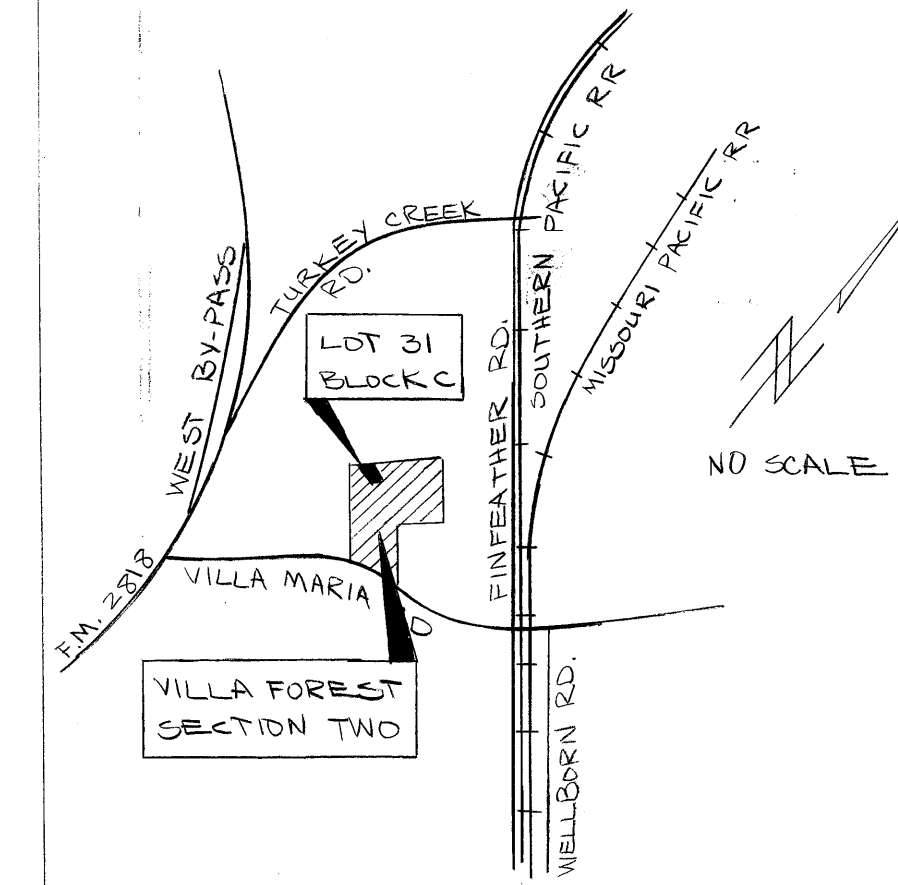 SOUTHERN PACIFIC RR
MISSOURI PACIFIC RR
TURKEY CREEK
RD.
WEST BY-PASS
LOT 31
BLOCK C
FINFEATHER RD.
NO SCALE
F.M. 2818
VILLA MARIA
VILLA FOREST
SECTION TWO
WELLBORN RD.